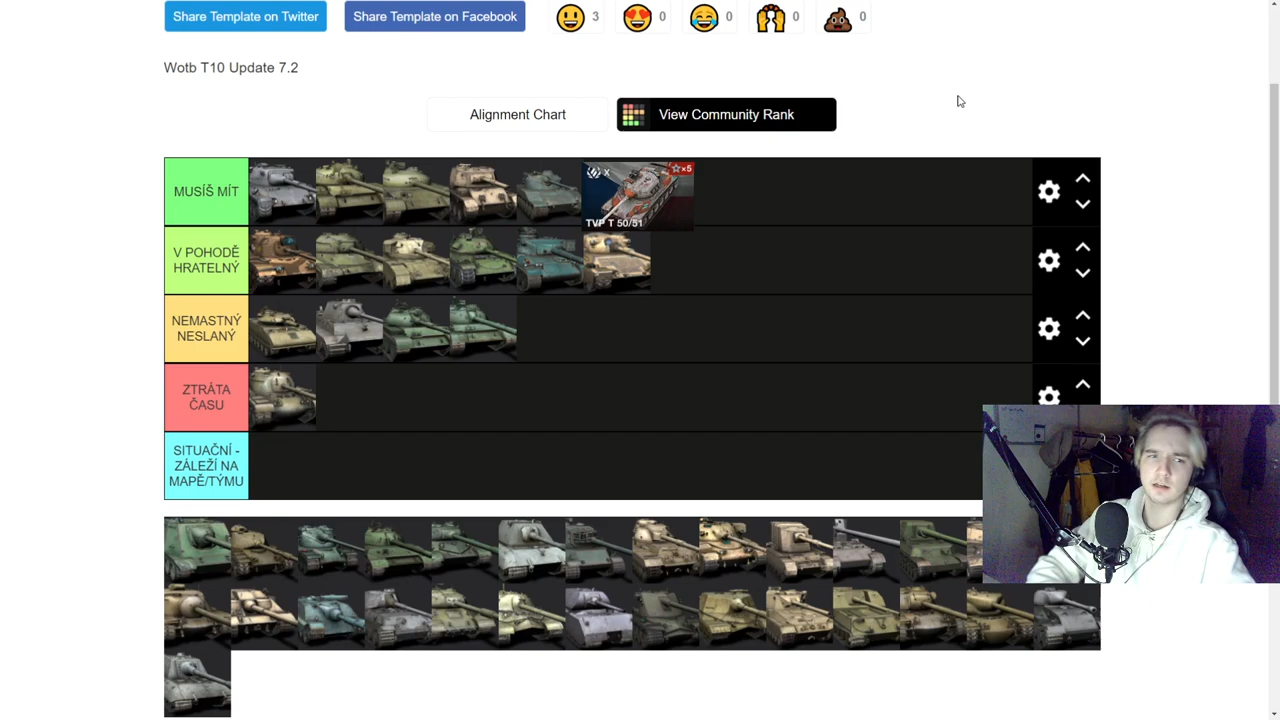 Share Template on Twitter
Share Template on Facebook
3
0
0
0
0
Wotb T10 Update 7.2
Alignment Chart
View Community Rank
MUSÍŠ MÍT
X
×5
TVP T 50/51
V POHODĚ
HRATELNÝ
NEMASTNÝ
NESLANÝ
ZTRÁTA
ČASU
SITUAČNÍ -
ZÁLEŽÍ NA
MAPĚ/TÝMU